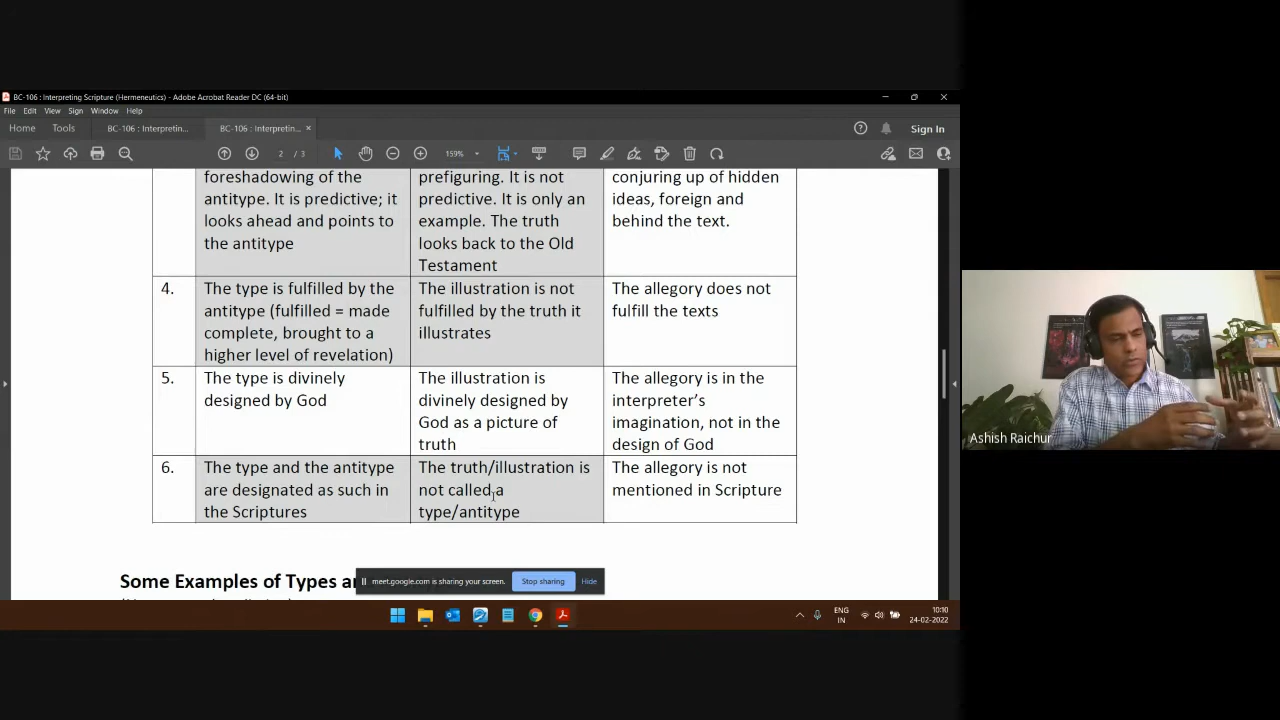 BC-106 : Interpreting Scripture (Hermeneutics) - Adobe Acrobat Reader DC (64-bit)
File Edit View Sign Window Help
Home Tools BC-106 : Interpretin... BC-106 : Interpretin... Sign In
2 / 3 159%
foreshadowing of the
antitype. It is predictive; it
looks ahead and points to
the antitype
prefiguring. It is not
predictive. It is only an
example. The truth
looks back to the Old
Testament
conjuring up of hidden
ideas, foreign and
behind the text.
4.
The type is fulfilled by the
antitype (fulfilled = made
complete, brought to a
higher level of revelation)
The illustration is not
fulfilled by the truth it
illustrates
The allegory does not
fulfill the texts
5.
The type is divinely
designed by God
The illustration is
divinely designed by
God as a picture of
truth
The allegory is in the
interpreter's
imagination, not in the
design of God
6.
The type and the antitype
are designated as such in
the Scriptures
The truth/illustration is
not called a
type/antitype
The allegory is not
mentioned in Scripture
Some Examples of Types
meet.google.com is sharing your screen. Stop sharing Hide
ENG
IN
10:10
24-02-2022
Ashish Raichur